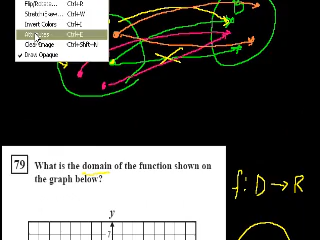 Flip/Rotate... Ctrl+R
Stretch/Skew... Ctrl+W
Invert Colors Ctrl+I
Attributes... Ctrl+E
Clear Image Ctrl+Shft+N
Draw Opaque
79 What is the domain of the function shown on
the graph below?
f: D → R
y
7